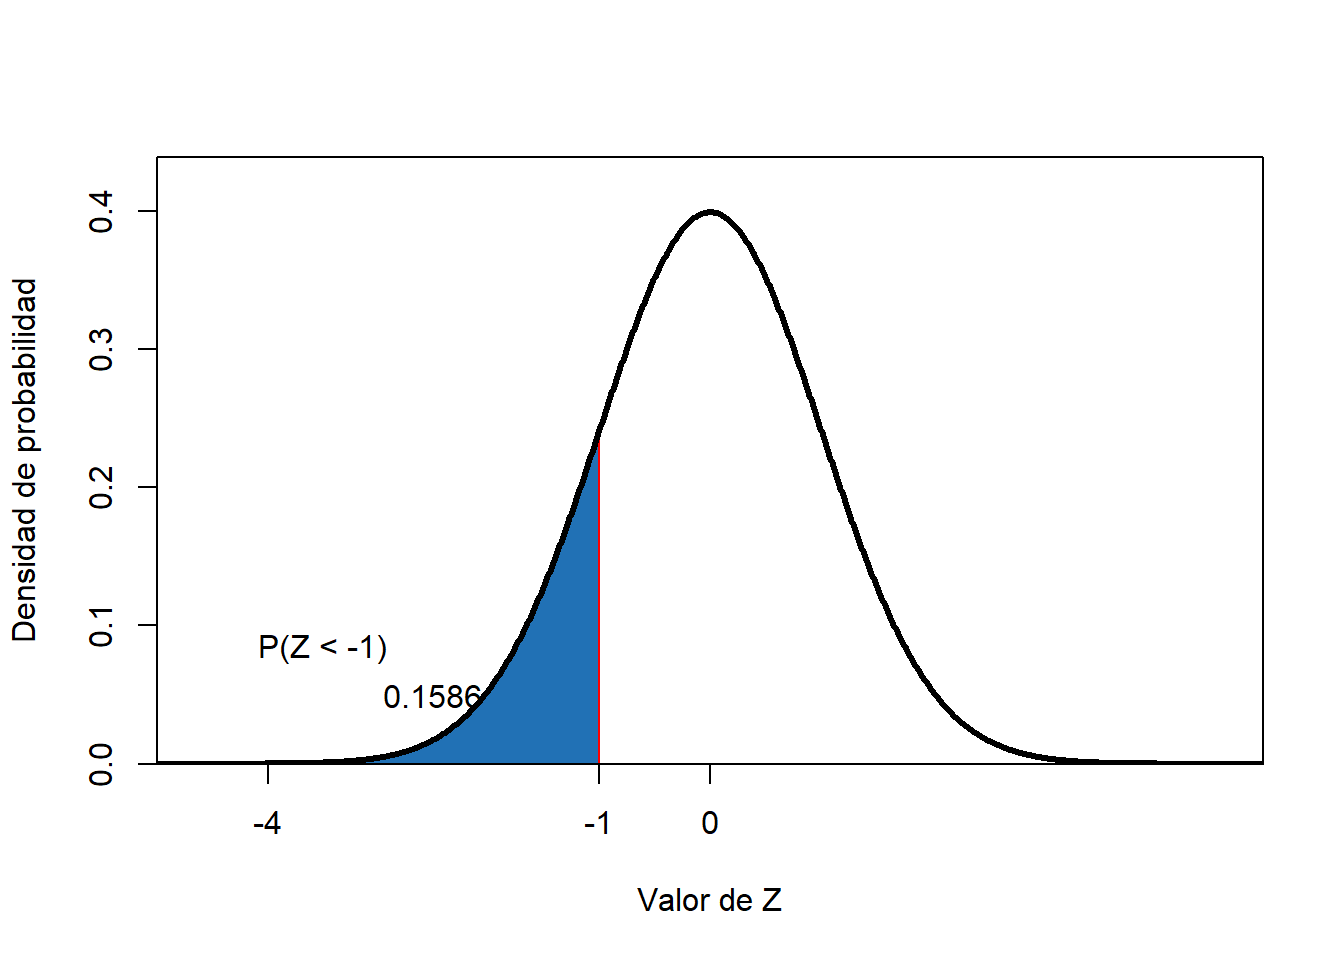 Densidad de probabilidad
0.4
0.3
0.2
0.1
0.0
P(Z < -1)
0.1586
-4 -1 0
Valor de Z